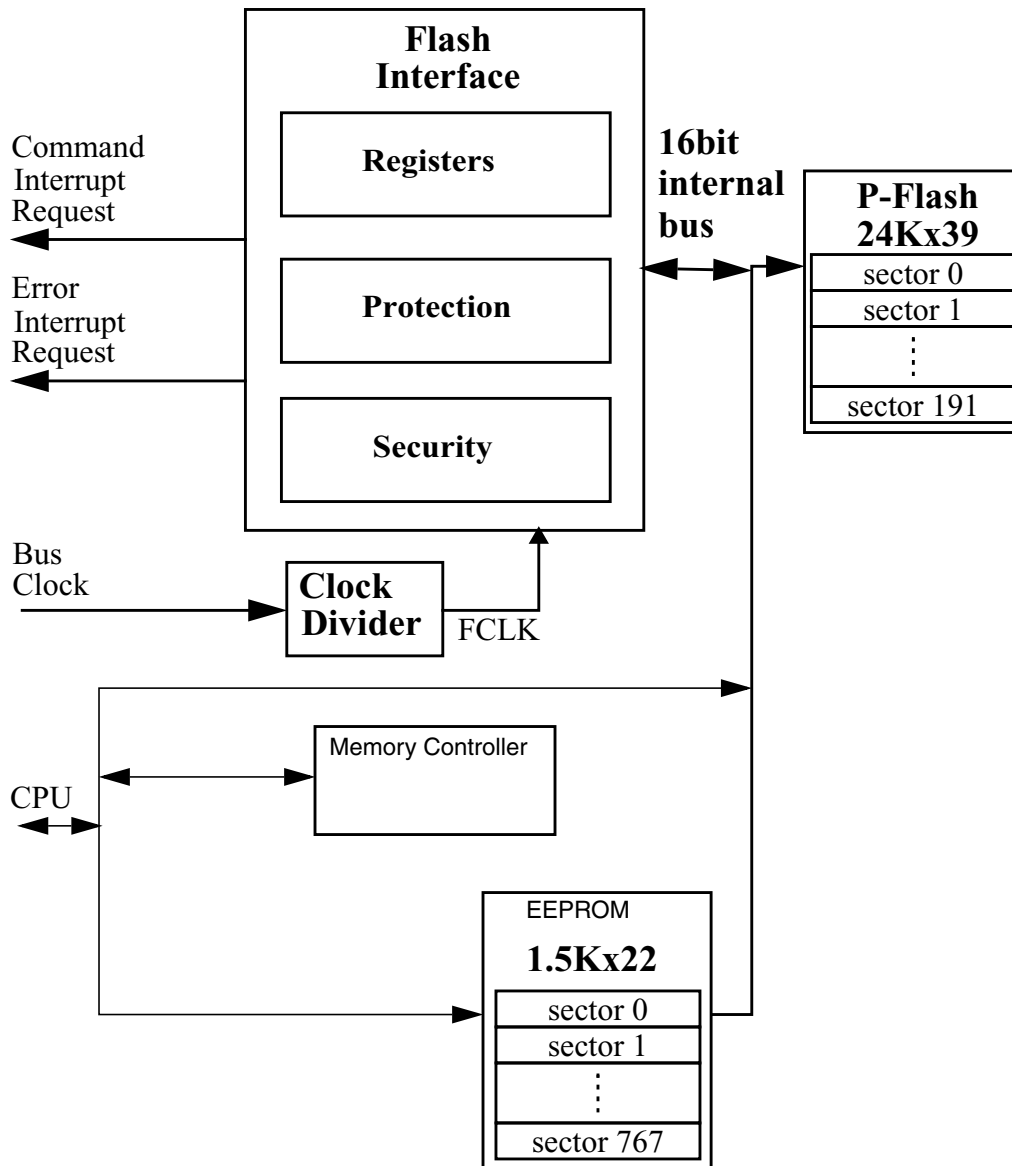 Flash
Interface
Registers
Protection
Security
Command
Interrupt
Request
Error
Interrupt
Request
16bit
internal
bus
P-Flash
24Kx39
sector 0
sector 1
sector 191
Bus
Clock
Clock
Divider
FCLK
Memory Controller
CPU
EEPROM
1.5Kx22
sector 0
sector 1
sector 767